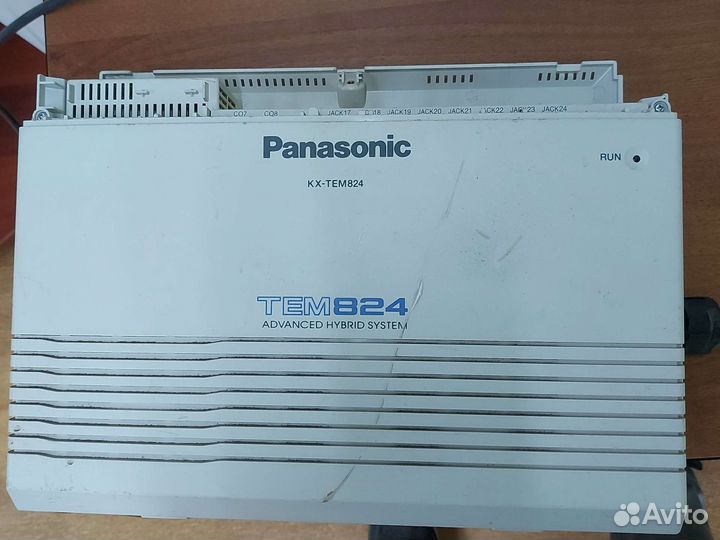 CO7 CO8 JACK17 JACK19 JACK20 JACK21 JACK22 JACK24
Panasonic
RUN
KX-TEM824
TEM824
ADVANCED HYBRID SYSTEM
Avito